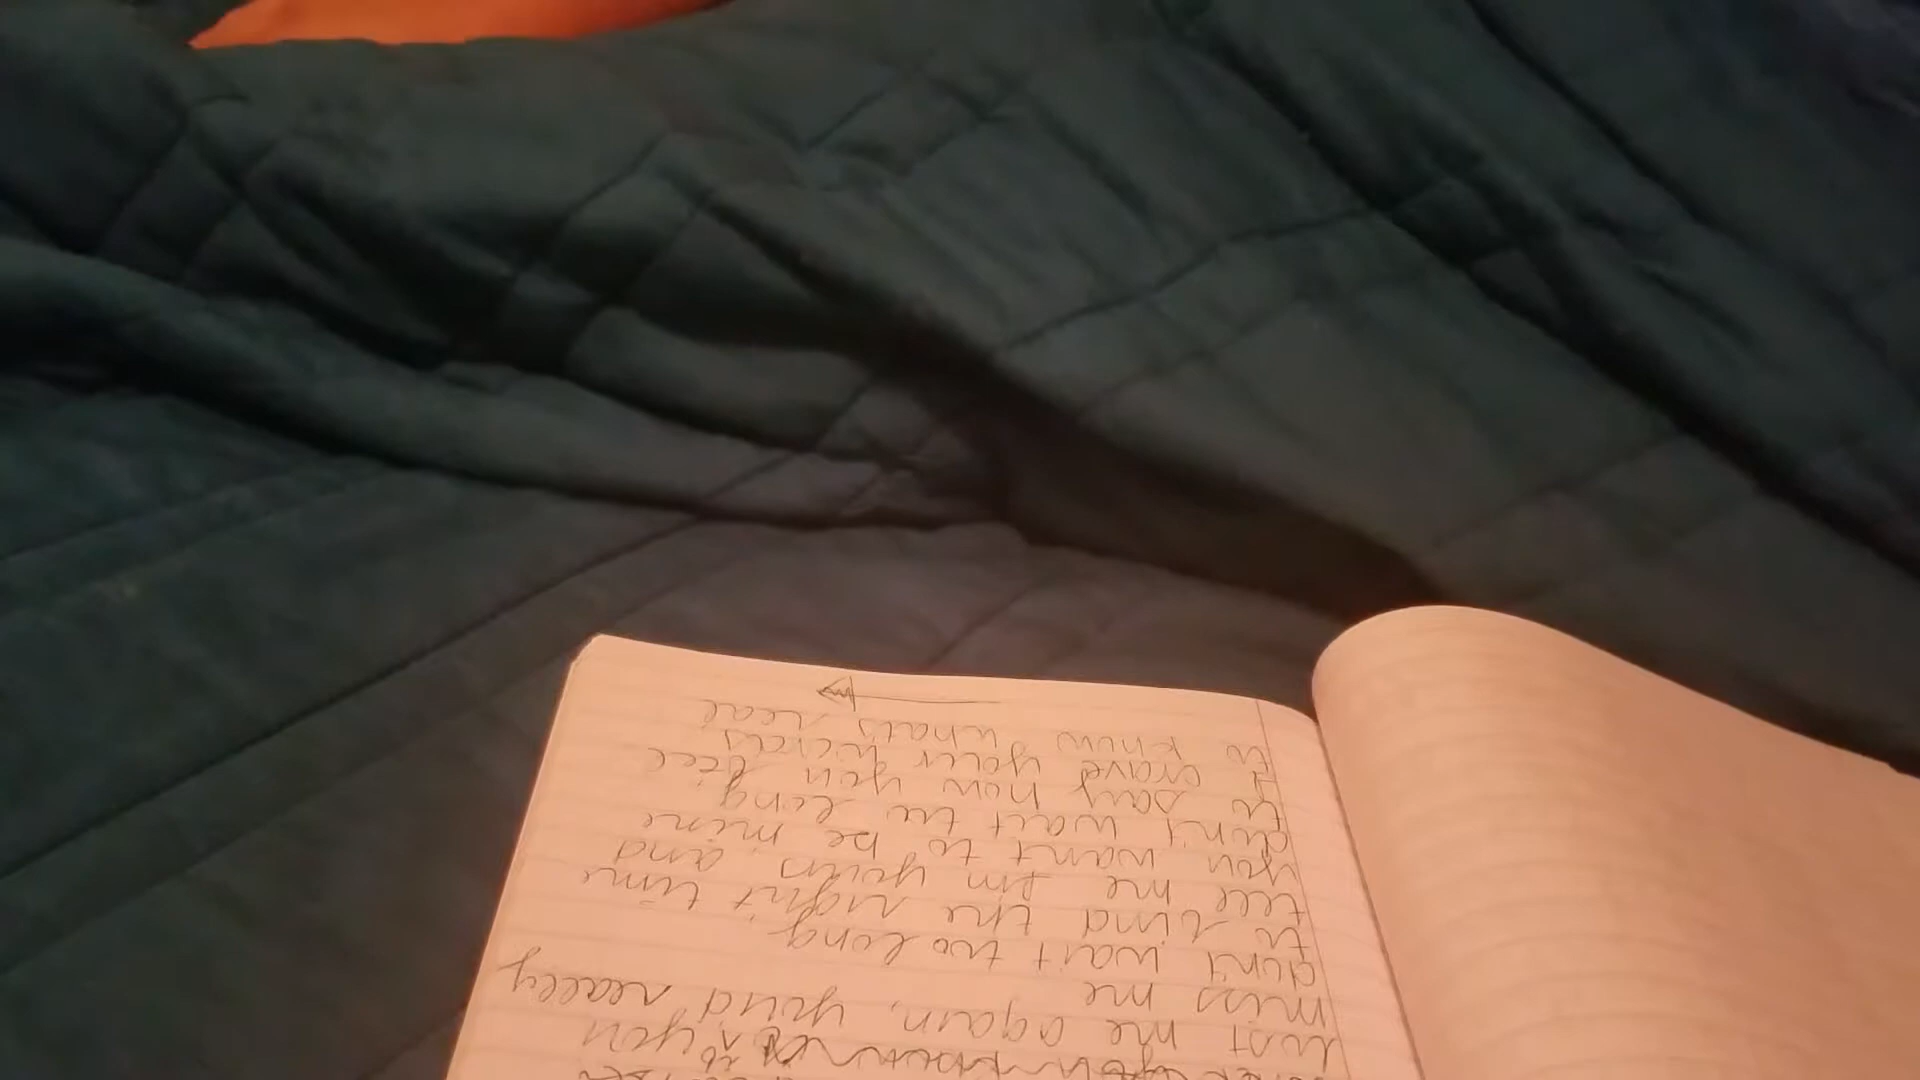 you
lost me again, you'd really
miss me
don't wait too long
to find the right time
tell me I'm yours and
you want to be mine
don't wait too long
to say how you feel
I crave your words
to know what's real